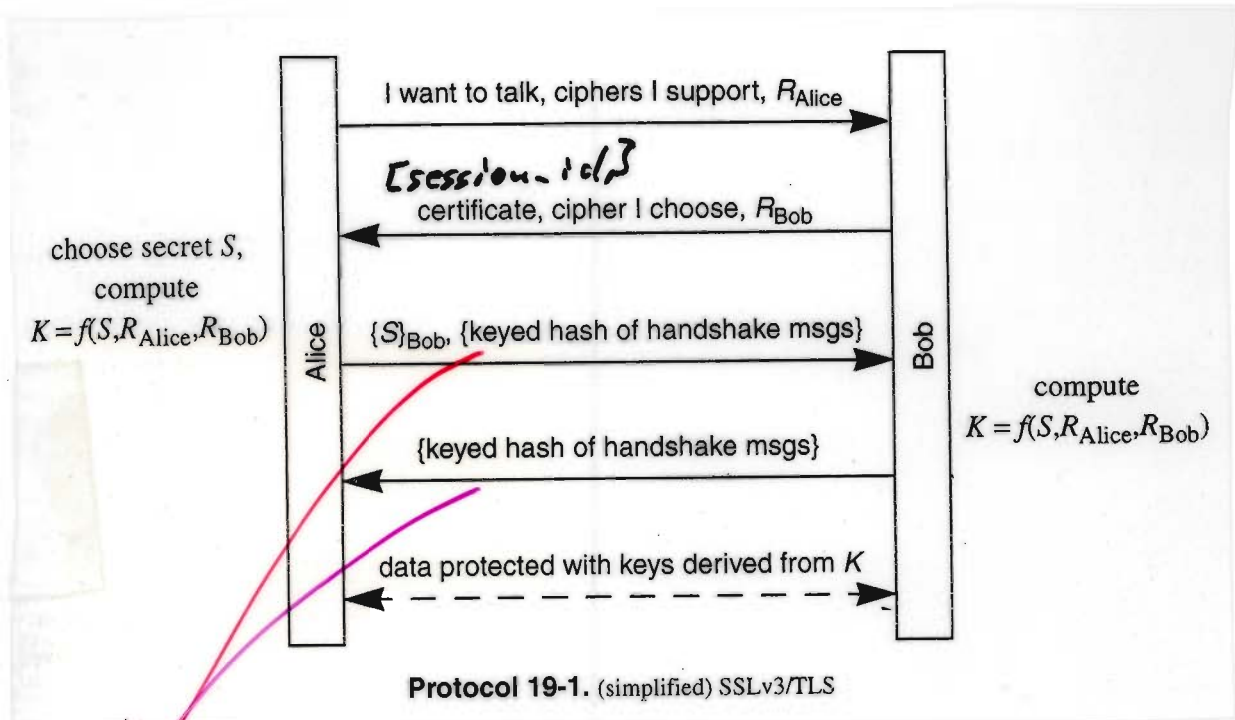 I want to talk, ciphers I support, R_Alice
[session_id,]
certificate, cipher I choose, R_Bob
choose secret S,
compute
K = f(S,R_Alice,R_Bob)
Alice
{S}_Bob, {keyed hash of handshake msgs}
Bob
compute
K = f(S,R_Alice,R_Bob)
{keyed hash of handshake msgs}
data protected with keys derived from K
Protocol 19-1. (simplified) SSLv3/TLS